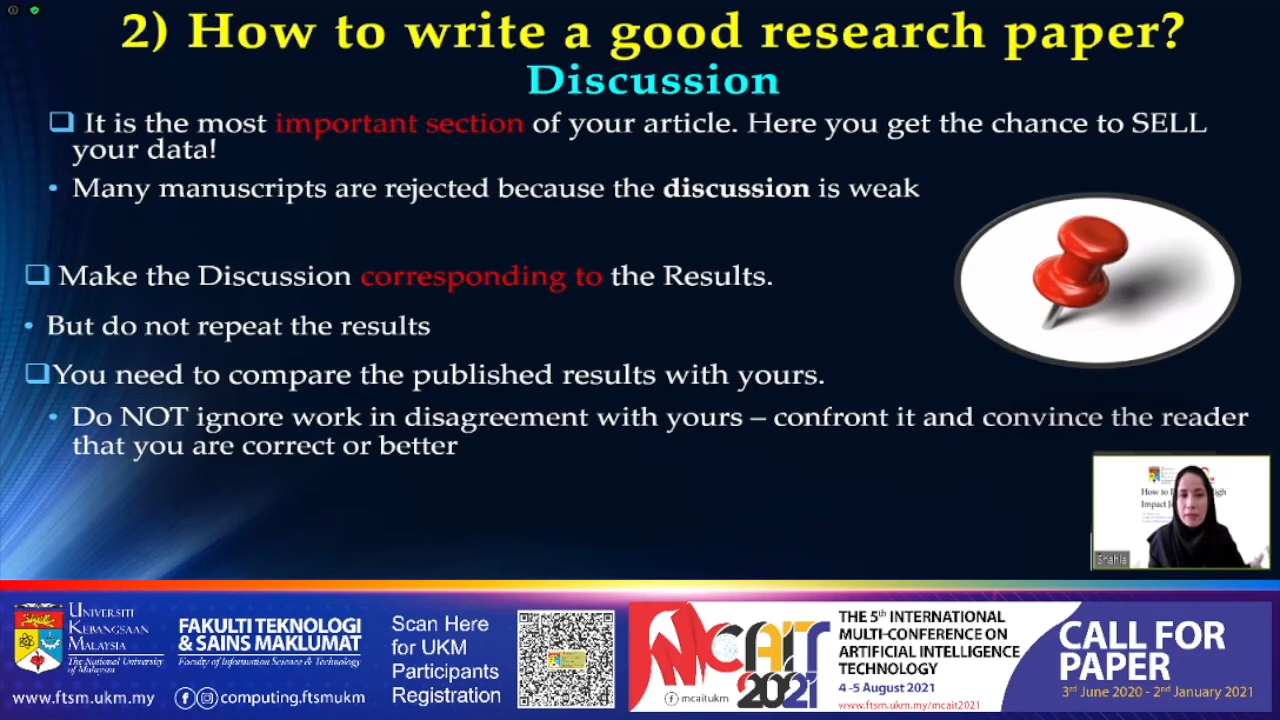 2) How to write a good research paper?
Discussion
It is the most important section of your article. Here you get the chance to SELL
your data!
• Many manuscripts are rejected because the discussion is weak
Make the Discussion corresponding to the Results.
• But do not repeat the results
You need to compare the published results with yours.
• Do NOT ignore work in disagreement with yours – confront it and convince the reader
that you are correct or better
How to
gh
Impact J
Shahla
UNIVERSITI
KEBANGSAAN
MALAYSIA
The National University
of Malaysia
FAKULTI TEKNOLOGI
& SAINS MAKLUMAT
Faculty of Information Science & Technology
www.ftsm.ukm.my
computing.ftsmukm
Scan Here
for UKM
Participants
Registration
MCAIT
2021
mcaitukm
THE 5th INTERNATIONAL
MULTI-CONFERENCE ON
ARTIFICIAL INTELLIGENCE
TECHNOLOGY
4 -5 August 2021
www.ftsm.ukm.my/mcait2021
CALL FOR
PAPER
3rd June 2020 - 2nd January 2021